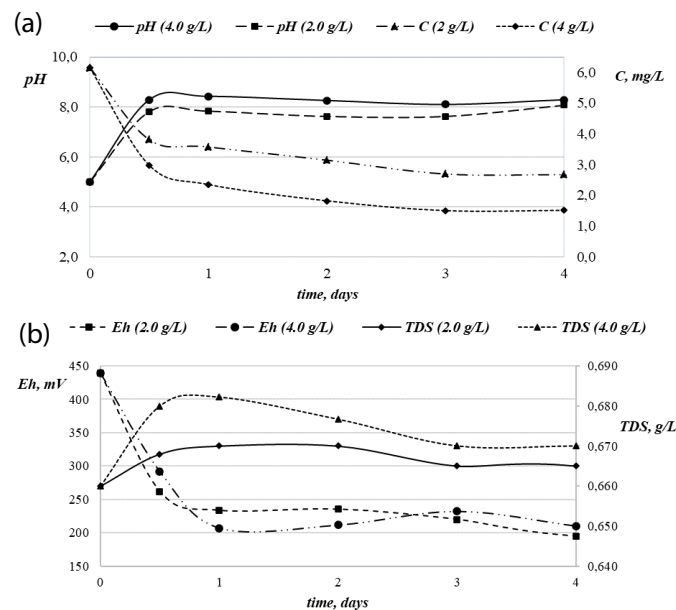 (a)
pH (4.0 g/L) pH (2.0 g/L) C (2 g/L) C (4 g/L)
10,0
pH
8,0
6,0
4,0
2,0
C, mg/L
6,0
5,0
4,0
3,0
2,0
1,0
0,0
0 1 2 3 4
time, days
(b)
Eh (2.0 g/L) Eh (4.0 g/L) TDS (2.0 g/L) TDS (4.0 g/L)
Eh, mV
450
400
350
300
250
200
150
0,690
0,680
TDS, g/L
0,670
0,660
0,650
0,640
0 1 2 3 4
time, days